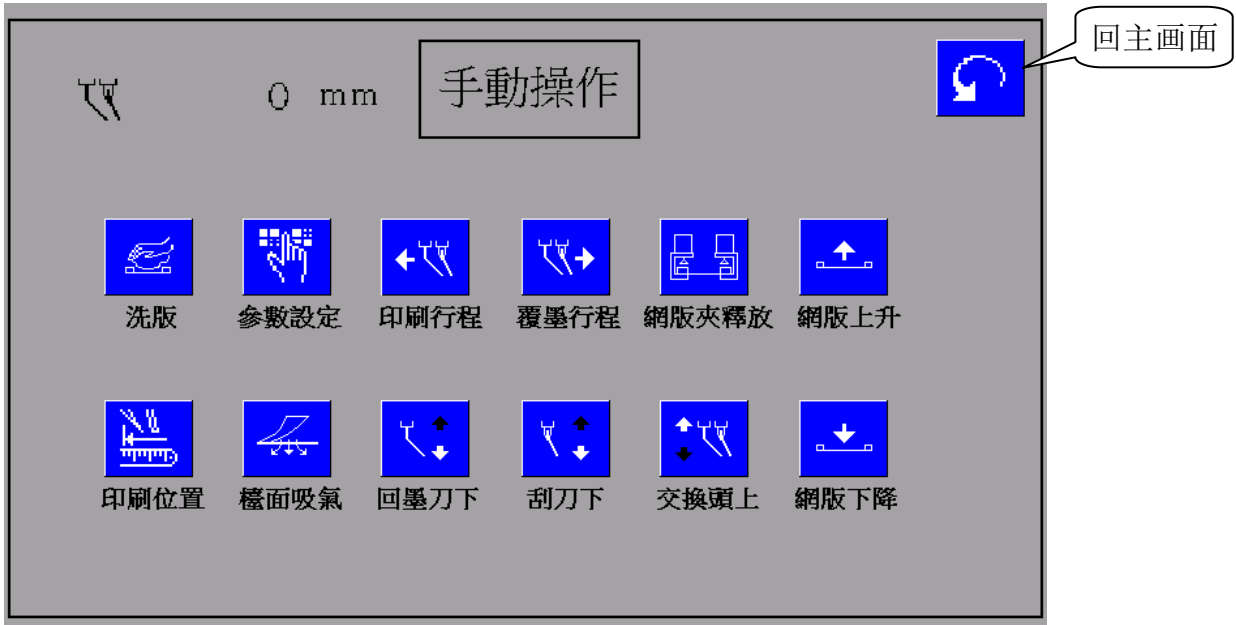 回主画面
0 mm
手動操作
洗版 參數設定 印刷行程 覆墨行程 網版夾釋放 網版上升
印刷位置 檯面吸氣 回墨刀下 刮刀下 交換頭上 網版下降